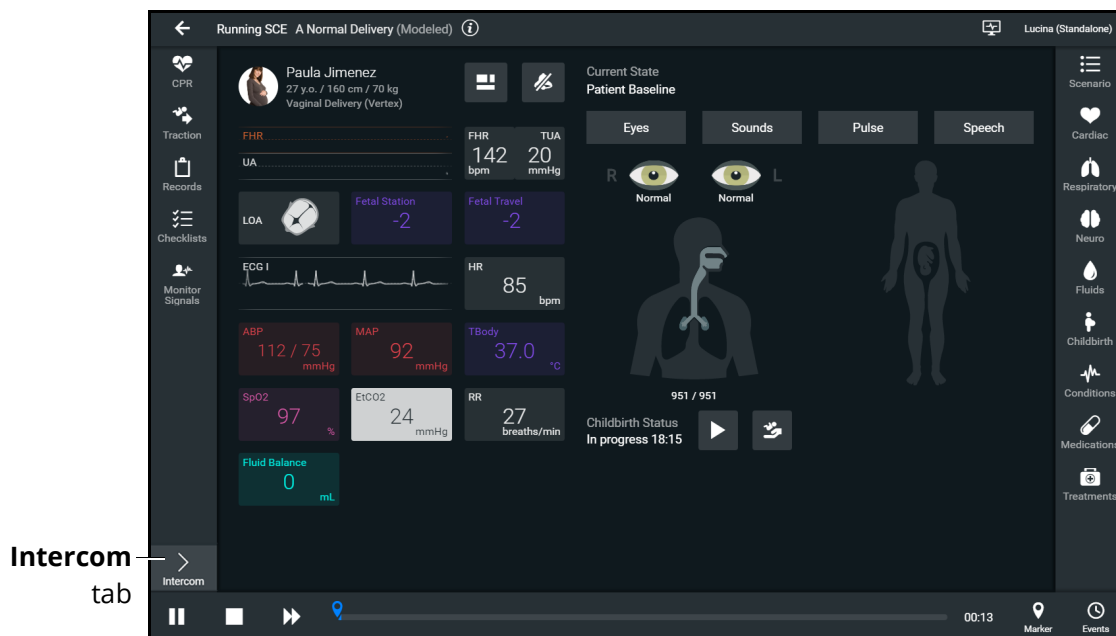 Running SCE A Normal Delivery (Modeled)
Lucina (Standalone)
CPR
Traction
Records
Checklists
Monitor
Signals
Intercom
Paula Jimenez
27 y.o. / 160 cm / 70 kg
Vaginal Delivery (Vertex)
FHR
UA
FHR TUA
142 20
bpm mmHg
LOA
Fetal Station
-2
Fetal Travel
-2
ECG I
HR
85
bpm
ABP
112 / 75
mmHg
MAP
92
mmHg
TBody
37.0
°C
SpO2
97
%
EtCO2
24
mmHg
RR
27
breaths/min
Fluid Balance
0
mL
Current State
Patient Baseline
Eyes Sounds Pulse Speech
R L
Normal Normal
951 / 951
Childbirth Status
In progress 18:15
Scenario
Cardiac
Respiratory
Neuro
Fluids
Childbirth
Conditions
Medications
Treatments
Intercom
tab
00:13
Marker
Events